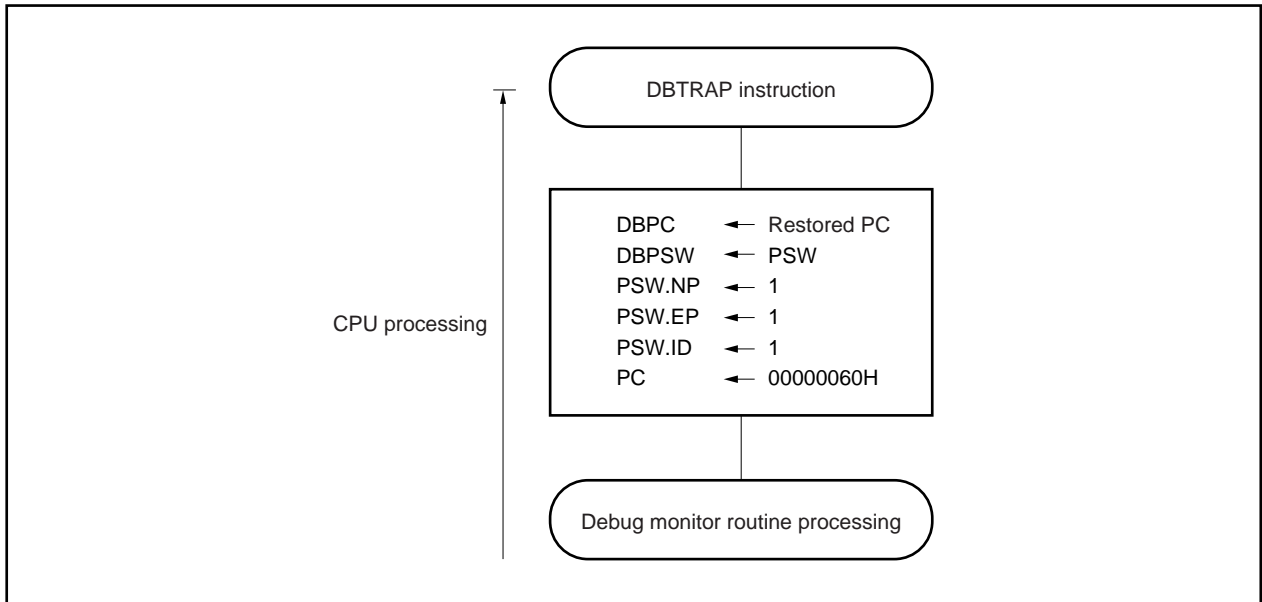 DBTRAP instruction
DBPC ← Restored PC
DBPSW ← PSW
PSW.NP ← 1
PSW.EP ← 1
PSW.ID ← 1
PC ← 00000060H
CPU processing
Debug monitor routine processing